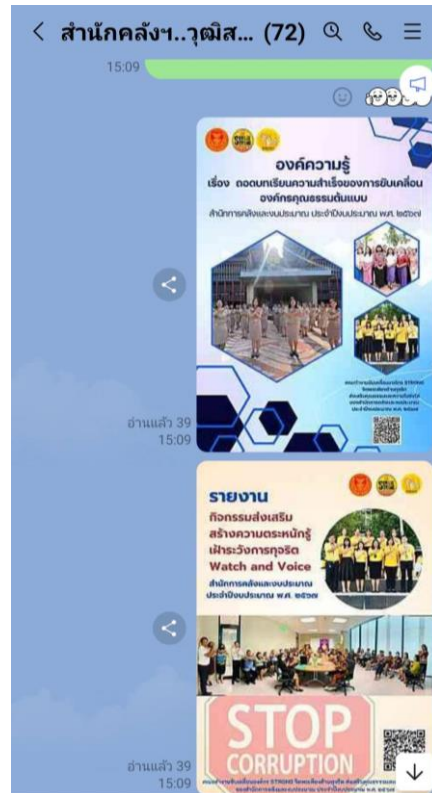 สำนักคลังฯ..วุฒิส... (72)
15:09
องค์ความรู้
เรื่อง ถอดบทเรียนความสำเร็จของการขับเคลื่อน
องค์กรคุณธรรมต้นแบบ
สำนักการคลังและงบประมาณ ประจำปีงบประมาณ พ.ศ. ๒๕๖๗
อ่านแล้ว 39
15:09
รายงาน
กิจกรรมส่งเสริม
สร้างความตระหนักรู้
เฝ้าระวังการทุจริต
Watch and Voice
สำนักการคลังและงบประมาณ
ประจำปีงบประมาณ พ.ศ. ๒๕๖๗
STOP
CORRUPTION
อ่านแล้ว 39
15:09